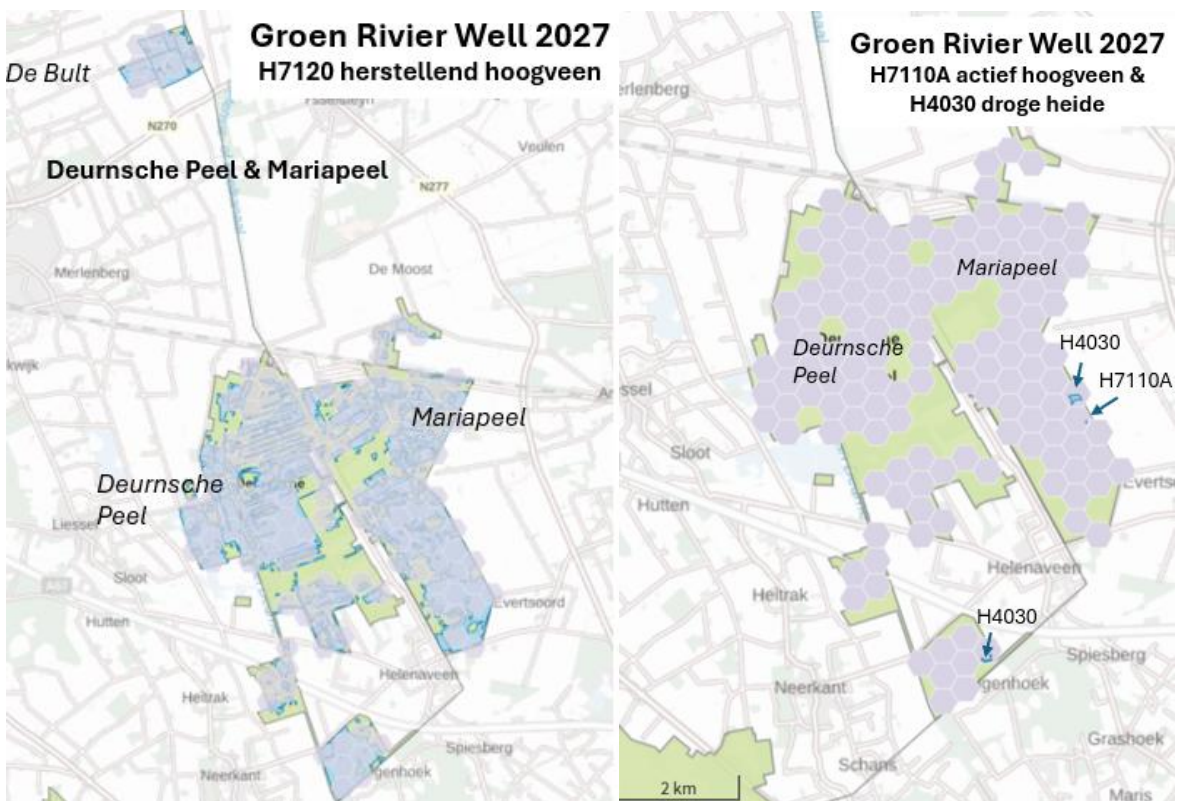 Groen Rivier Well 2027
H7120 herstellend hoogveen
De Bult
N270
Veulen
Deurnsche Peel & Mariapeel
N277
Merlenberg
De Moost
Mariapeel
Deurnsche
Peel
Liessel
Sloot
Hutten
Evertsoord
Helenaveen
Heitrak
Spiesberg
Neerkant
Groen Rivier Well 2027
H7110A actief hoogveen &
H4030 droge heide
Mariapeel
Deurnsche
Peel
H4030
H7110A
Sloot
Hutten
Helenaveen
Heitrak
H4030
Spiesberg
Neerkant
Grashoek
Schans
2 km
Maris